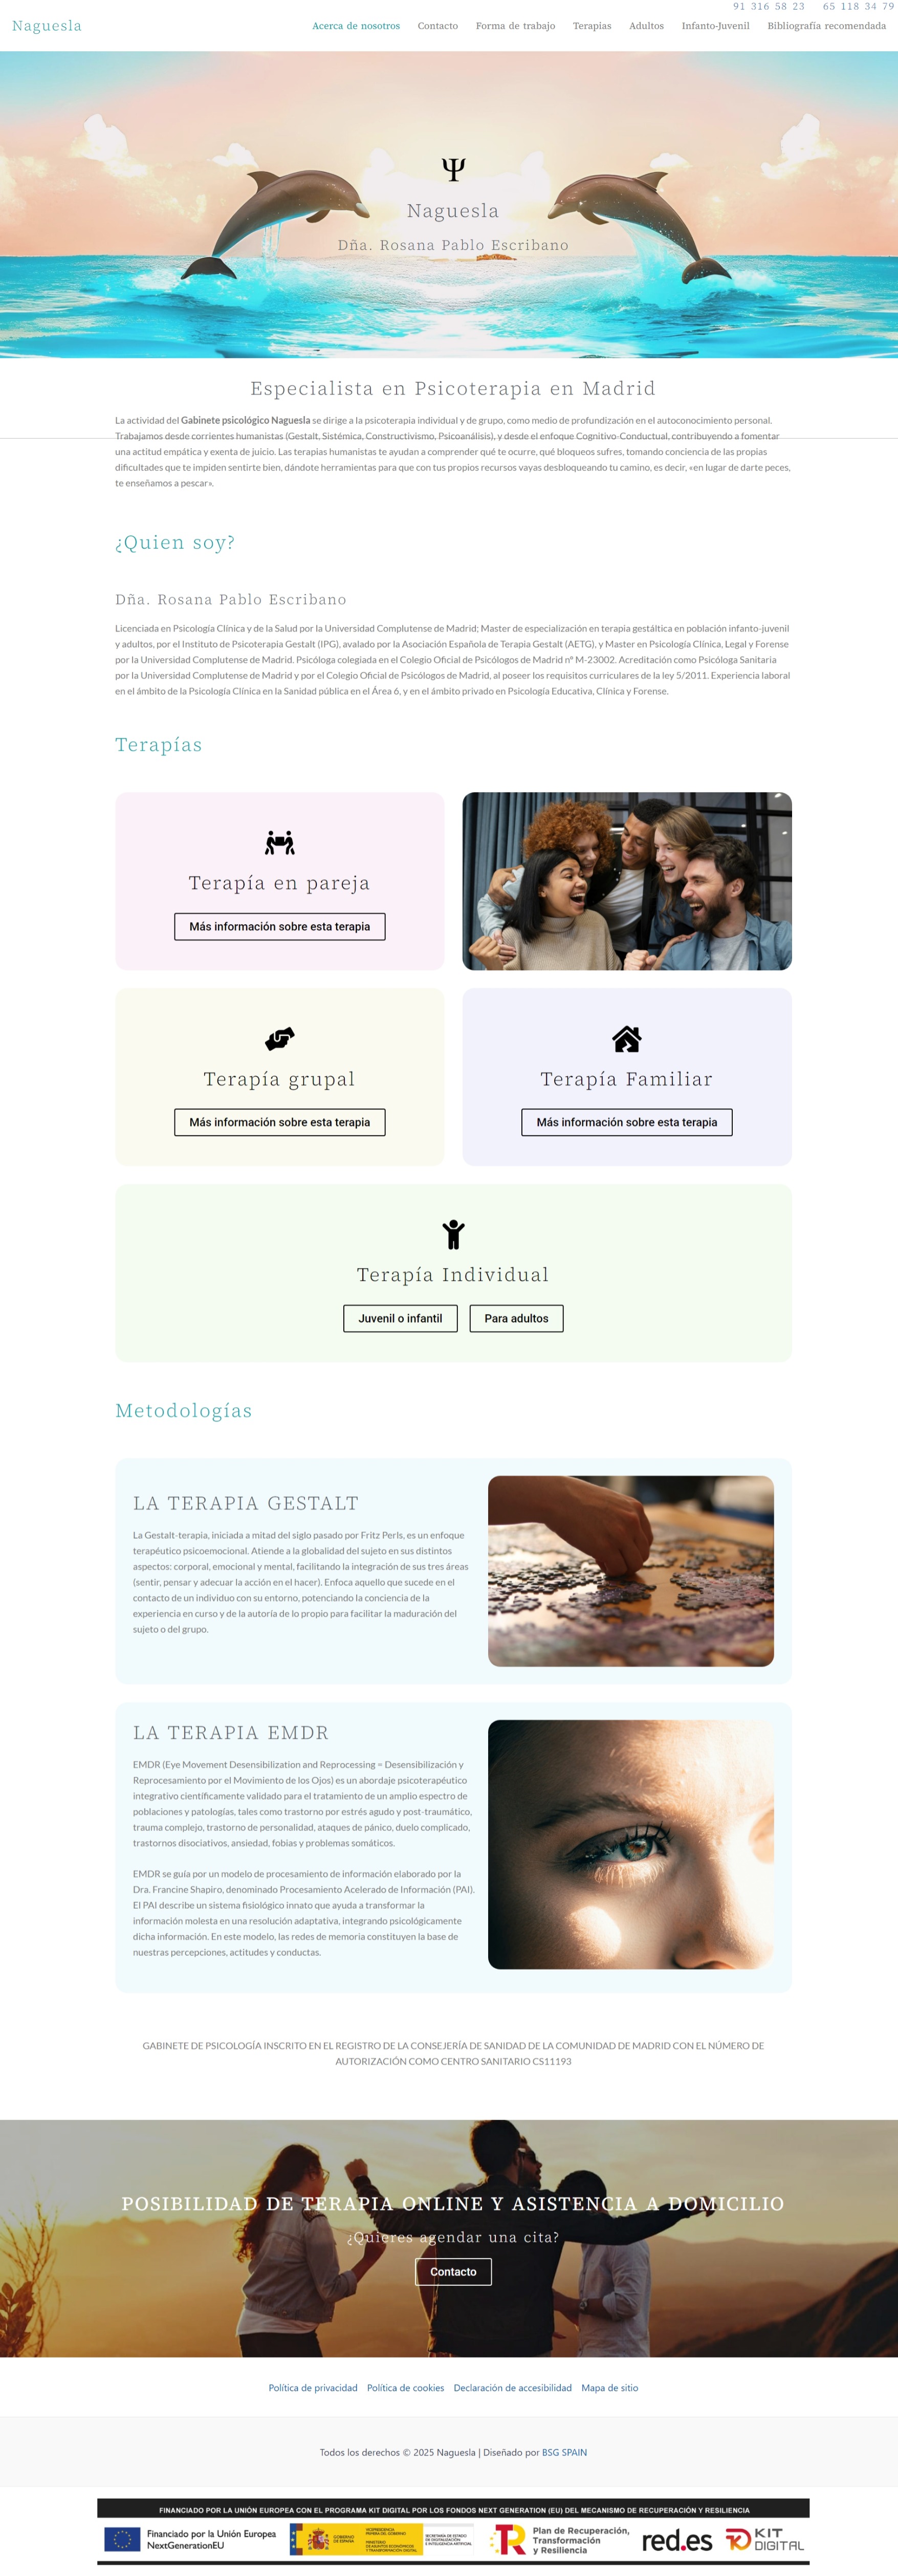 91 316 58 23 65 118 34 79
Naguesla
Acerca de nosotros Contacto Forma de trabajo Terapias Adultos Infanto-Juvenil Bibliografía recomendada
Ψ
Naguesla
Dña. Rosana Pablo Escribano
Especialista en Psicoterapia en Madrid
La actividad del Gabinete psicológico Naguesla se dirige a la psicoterapia individual y de grupo, como medio de profundización en el autoconocimiento personal.
Trabajamos desde corrientes humanistas (Gestalt, Sistémica, Constructivismo, Psicoanálisis), y desde el enfoque Cognitivo-Conductual, contribuyendo a fomentar
una actitud empática y exenta de juicio. Las terapias humanistas te ayudan a comprender qué te ocurre, qué bloqueos sufres, tomando conciencia de las propias
dificultades que te impiden sentirte bien, dándote herramientas para que con tus propios recursos vayas desbloqueando tu camino, es decir, «en lugar de darte peces,
te enseñamos a pescar».
¿Quien soy?
Dña. Rosana Pablo Escribano
Licenciada en Psicología Clínica y de la Salud por la Universidad Complutense de Madrid; Master de especialización en terapia gestáltica en población infanto-juvenil
y adultos, por el Instituto de Psicoterapia Gestalt (IPG), avalado por la Asociación Española de Terapia Gestalt (AETG), y Master en Psicología Clínica, Legal y Forense
por la Universidad Complutense de Madrid. Psicóloga colegiada en el Colegio Oficial de Psicólogos de Madrid nº M-23002. Acreditación como Psicóloga Sanitaria
por la Universidad Complutense de Madrid y por el Colegio Oficial de Psicólogos de Madrid, al poseer los requisitos curriculares de la ley 5/2011. Experiencia laboral
en el ámbito de la Psicología Clínica en la Sanidad pública en el Área 6, y en el ámbito privado en Psicología Educativa, Clínica y Forense.
Terapías
Terapía en pareja
Más información sobre esta terapia
Terapía grupal
Más información sobre esta terapia
Terapía Familiar
Más información sobre esta terapia
Terapía Individual
Juvenil o infantil Para adultos
Metodologías
LA TERAPIA GESTALT
La Gestalt-terapia, iniciada a mitad del siglo pasado por Fritz Perls, es un enfoque
terapéutico psicoemocional. Atiende a la globalidad del sujeto en sus distintos
aspectos: corporal, emocional y mental, facilitando la integración de sus tres áreas
(sentir, pensar y adecuar la acción en el hacer). Enfoca aquello que sucede en el
contacto de un individuo con su entorno, potenciando la conciencia de la
experiencia en curso y de la autoría de lo propio para facilitar la maduración del
sujeto o del grupo.
LA TERAPIA EMDR
EMDR (Eye Movement Desensibilization and Reprocessing = Desensibilización y
Reprocesamiento por el Movimiento de los Ojos) es un abordaje psicoterapéutico
integrativo científicamente validado para el tratamiento de un amplio espectro de
poblaciones y patologías, tales como trastorno por estrés agudo y post-traumático,
trauma complejo, trastorno de personalidad, ataques de pánico, duelo complicado,
trastornos disociativos, ansiedad, fobias y problemas somáticos.
EMDR se guía por un modelo de procesamiento de información elaborado por la
Dra. Francine Shapiro, denominado Procesamiento Acelerado de Información (PAI).
El PAI describe un sistema fisiológico innato que ayuda a transformar la
información molesta en una resolución adaptativa, integrando psicológicamente
dicha información. En este modelo, las redes de memoria constituyen la base de
nuestras percepciones, actitudes y conductas.
GABINETE DE PSICOLOGÍA INSCRITO EN EL REGISTRO DE LA CONSEJERÍA DE SANIDAD DE LA COMUNIDAD DE MADRID CON EL NÚMERO DE
AUTORIZACIÓN COMO CENTRO SANITARIO CS11193
POSIBILIDAD DE TERAPIA ONLINE Y ASISTENCIA A DOMICILIO
¿Quieres agendar una cita?
Contacto
Política de privacidad Política de cookies Declaración de accesibilidad Mapa de sitio
Todos los derechos © 2025 Naguesla | Diseñado por BSG SPAIN
FINANCIADO POR LA UNIÓN EUROPEA CON EL PROGRAMA KIT DIGITAL POR LOS FONDOS NEXT GENERATION (EU) DEL MECANISMO DE RECUPERACIÓN Y RESILIENCIA
Financiado por la Unión Europea
NextGenerationEU
GOBIERNO
DE ESPAÑA
VICEPRESIDENCIA
PRIMERA DEL GOBIERNO
MINISTERIO
DE ASUNTOS ECONÓMICOS
Y TRANSFORMACIÓN DIGITAL
SECRETARÍA DE ESTADO
DE DIGITALIZACIÓN
E INTELIGENCIA ARTIFICIAL
Plan de Recuperación,
Transformación
y Resiliencia
red.es
KIT
DIGITAL